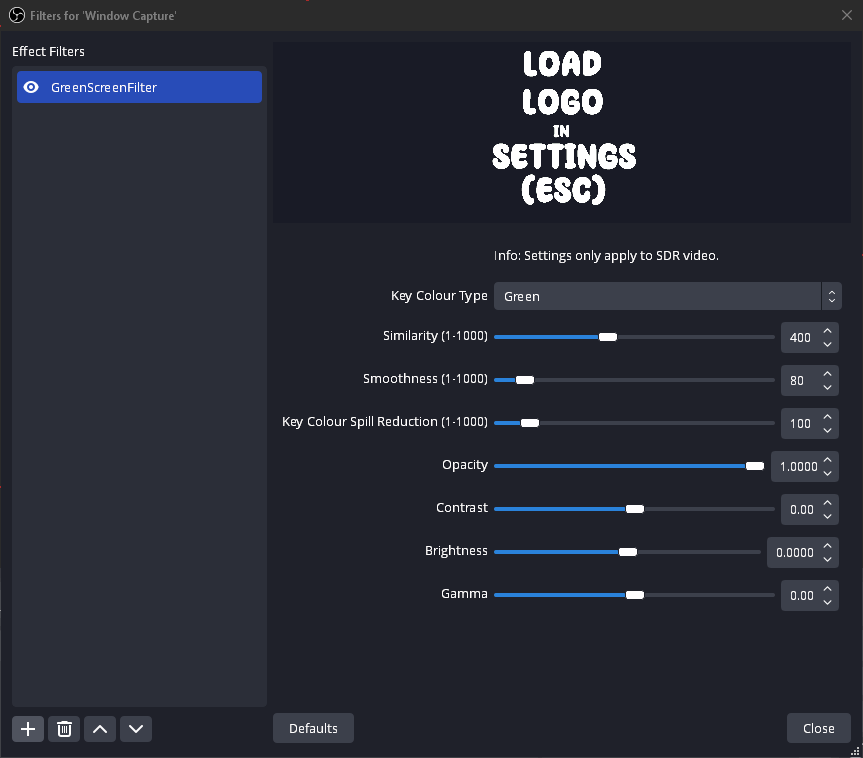 Filters for 'Window Capture'
Effect Filters
GreenScreenFilter
LOAD
LOGO
IN
SETTINGS
(ESC)
Info: Settings only apply to SDR video.
Key Colour Type Green
Similarity (1-1000) 400
Smoothness (1-1000) 80
Key Colour Spill Reduction (1-1000) 100
Opacity 1.0000
Contrast 0.00
Brightness 0.0000
Gamma 0.00
Defaults
Close